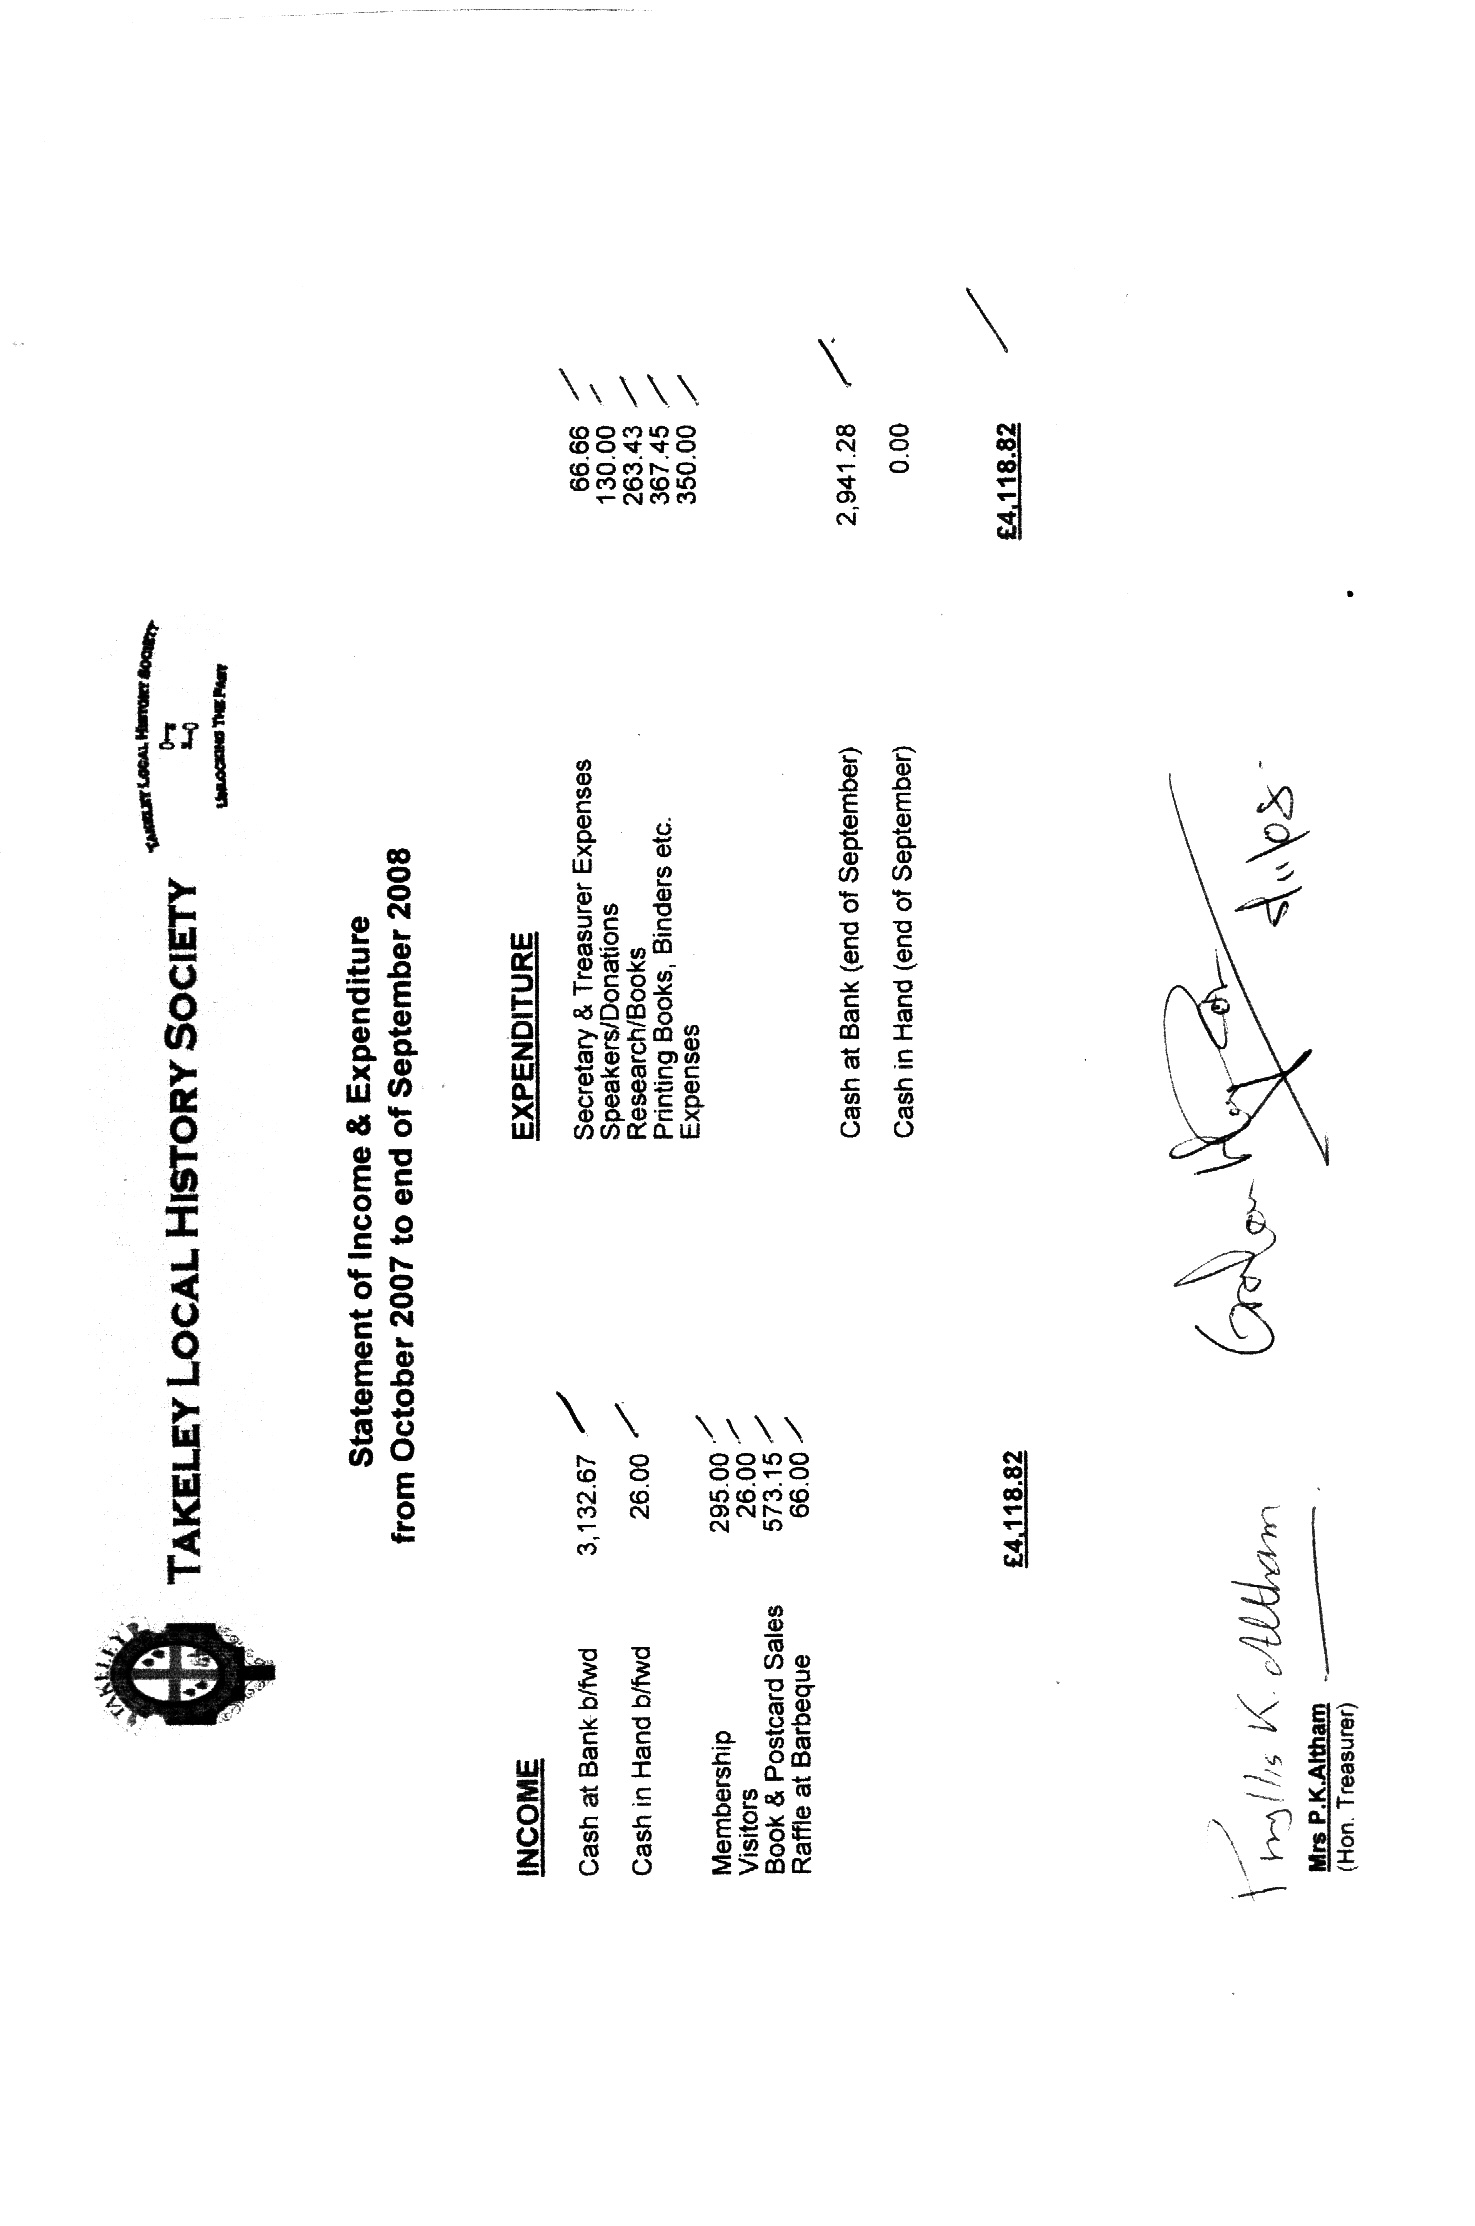 TAKELEY
TAKELEY LOCAL HISTORY SOCIETY
TAKELEY LOCAL HISTORY SOCIETY
UNLOCKING THE PAST
Statement of Income & Expenditure
from October 2007 to end of September 2008
INCOME EXPENDITURE
Cash at Bank b/fwd 3,132.67 Secretary & Treasurer Expenses 66.66
Speakers/Donations 130.00
Cash in Hand b/fwd 26.00 Research/Books 263.43
Printing Books, Binders etc. 367.45
Expenses 350.00
Membership 295.00
Visitors 26.00
Book & Postcard Sales 573.15
Raffle at Barbeque 66.00
Cash at Bank (end of September) 2,941.28
Cash in Hand (end of September) 0.00
£4,118.82 £4,118.82
Phyllis K. Altham
Mrs P.K.Altham
(Hon. Treasurer)